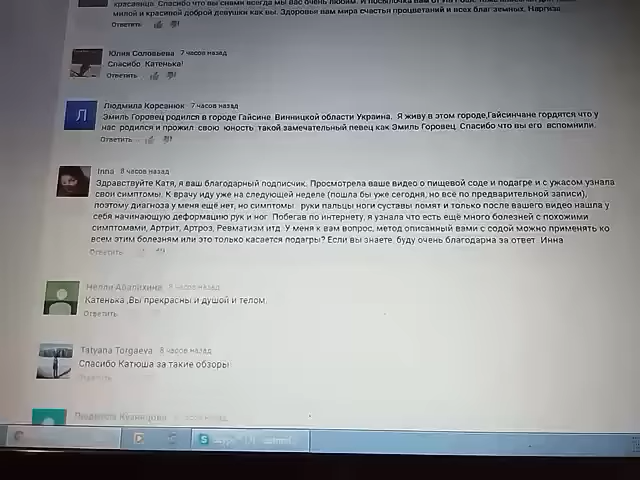 красавица. Спасибо что вы с нами всегда мы вас очень любим.
милой и красивой доброй девушки как вы. Здоровья вам мира счастья процветаний и всех благ земных. Наргиза
Ответить
Юлия Соловьева 7 часов назад
Спасибо Катенька!
Ответить
Л
Людмила Корсанюк 7 часов назад
Эмиль Горовец родился в городе Гайсине Винницкой области Украина. Я живу в этом городе,Гайсинчане гордятся что у
нас родился и прожил свою юность такой замечательный певец как Эмиль Горовец. Спасибо что вы его вспомнили.
Ответить
Inna 8 часов назад
Здравствуйте Катя, я ваш благодарный подписчик. Просмотрела ваше видео о пищевой соде и подагре и с ужасом узнала
свои симптомы. К врачу иду уже на следующей неделе (пошла бы уже сегодня, но всё по предварительной записи),
поэтому диагноза у меня ещё нет, но симптомы руки пальцы ноги суставы ломят и только после вашего видео нашла у
себя начинающую деформацию рук и ног. Побегав по интернету, я узнала что есть ещё много болезней с похожими
симптомами, Артрит, Артроз, Ревматизм итд. У меня к вам вопрос, метод описанный вами с содой можно применять ко
всем этим болезням или это только касается подагры? Если вы знаете, буду очень благодарна за ответ. Инна
Ответить
Нелли Абалихина 8 часов назад
Катенька ,Вы прекрасны и душой и телом.
Ответить
Tatyana Torgaeva 8 часов назад
Спасибо Катюша за такие обзоры!
Ответить
Людмила Кузнецова